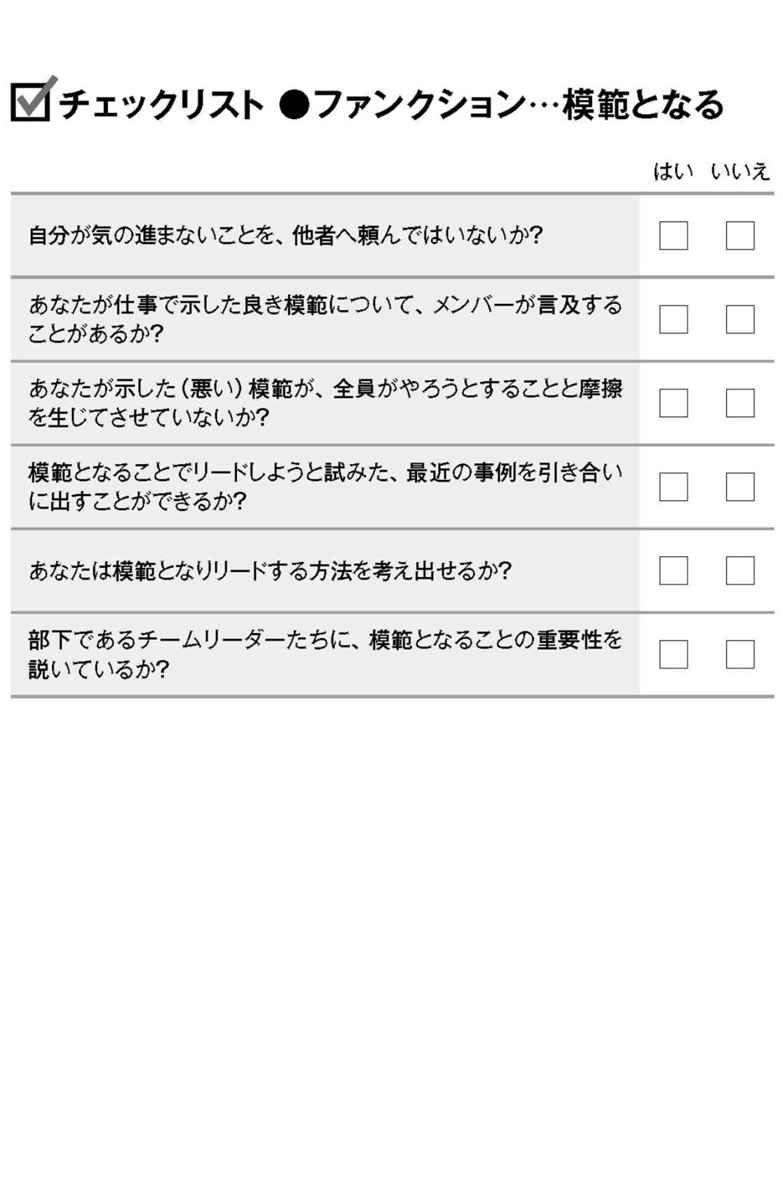 チェックリスト ●ファンクション…模範となる
はい いいえ
自分が気の進まないことを、他者へ頼んではいないか?
あなたが仕事で示した良き模範について、メンバーが言及する
ことがあるか?
あなたが示した(悪い)模範が、全員がやろうとすることと摩擦
を生じてさせていないか?
模範となることでリードしようと試みた、最近の事例を引き合い
に出すことができるか?
あなたは模範となりリードする方法を考え出せるか?
部下であるチームリーダーたちに、模範となることの重要性を
説いているか?